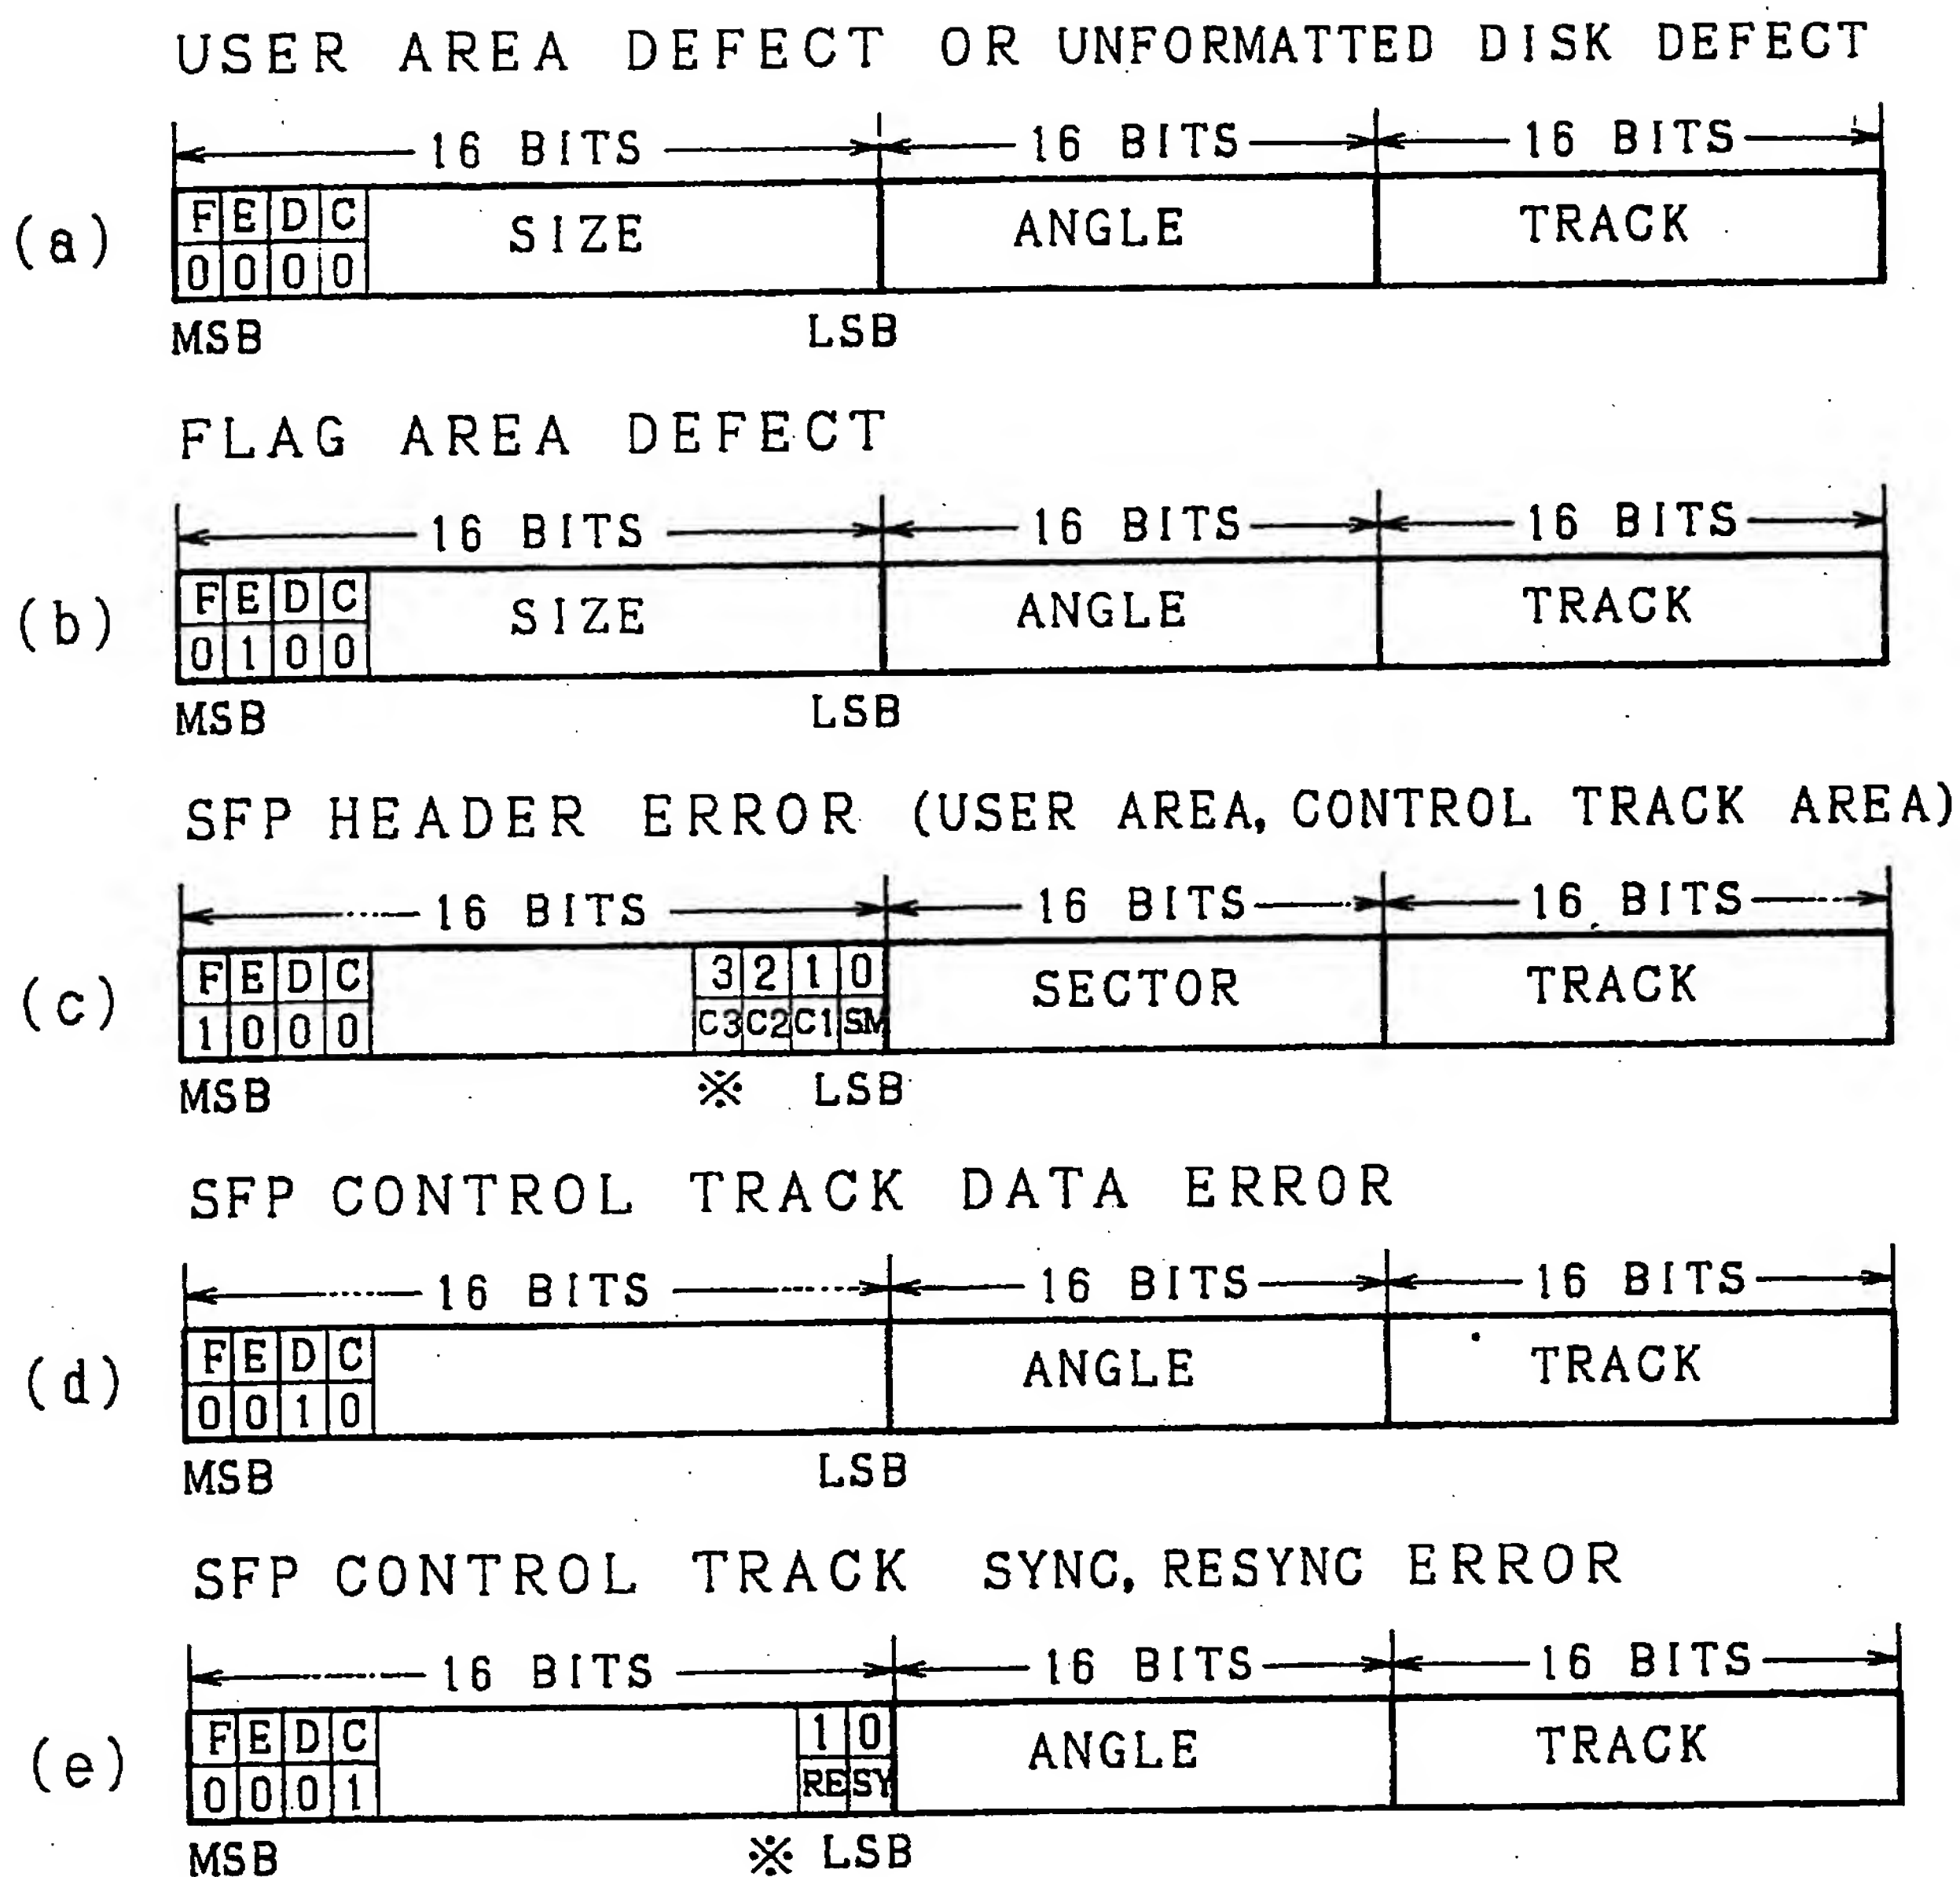 USER AREA DEFECT OR UNFORMATTED DISK DEFECT
16 BITS 16 BITS 16 BITS
(a)
F E D C
SIZE ANGLE TRACK
0 0 0 0
MSB LSB
FLAG AREA DEFECT
16 BITS 16 BITS 16 BITS
(b)
F E D C
SIZE ANGLE TRACK
0 1 0 0
MSB LSB
SFP HEADER ERROR (USER AREA, CONTROL TRACK AREA)
16 BITS 16 BITS 16 BITS
(c)
F E D C 3 2 1 0
SECTOR TRACK
1 0 0 0 C3 C2 C1 SM
MSB ※ LSB
SFP CONTROL TRACK DATA ERROR
16 BITS 16 BITS 16 BITS
(d)
F E D C
ANGLE TRACK
0 0 1 0
MSB LSB
SFP CONTROL TRACK SYNC, RESYNC ERROR
16 BITS 16 BITS 16 BITS
(e)
F E D C 1 0
ANGLE TRACK
0 0 0 1 RE SY
MSB ※ LSB